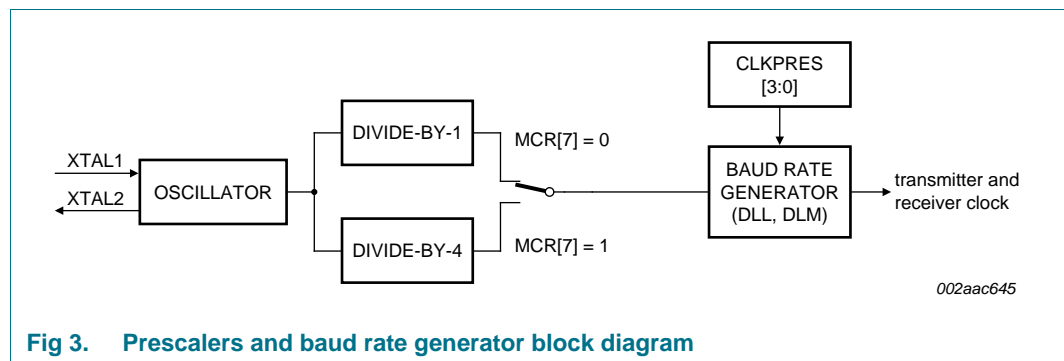 CLKPRES
[3:0]
DIVIDE-BY-1
MCR[7] = 0
XTAL1
XTAL2
OSCILLATOR
BAUD RATE
GENERATOR
(DLL, DLM)
transmitter and
receiver clock
DIVIDE-BY-4
MCR[7] = 1
002aac645
Fig 3. Prescalers and baud rate generator block diagram